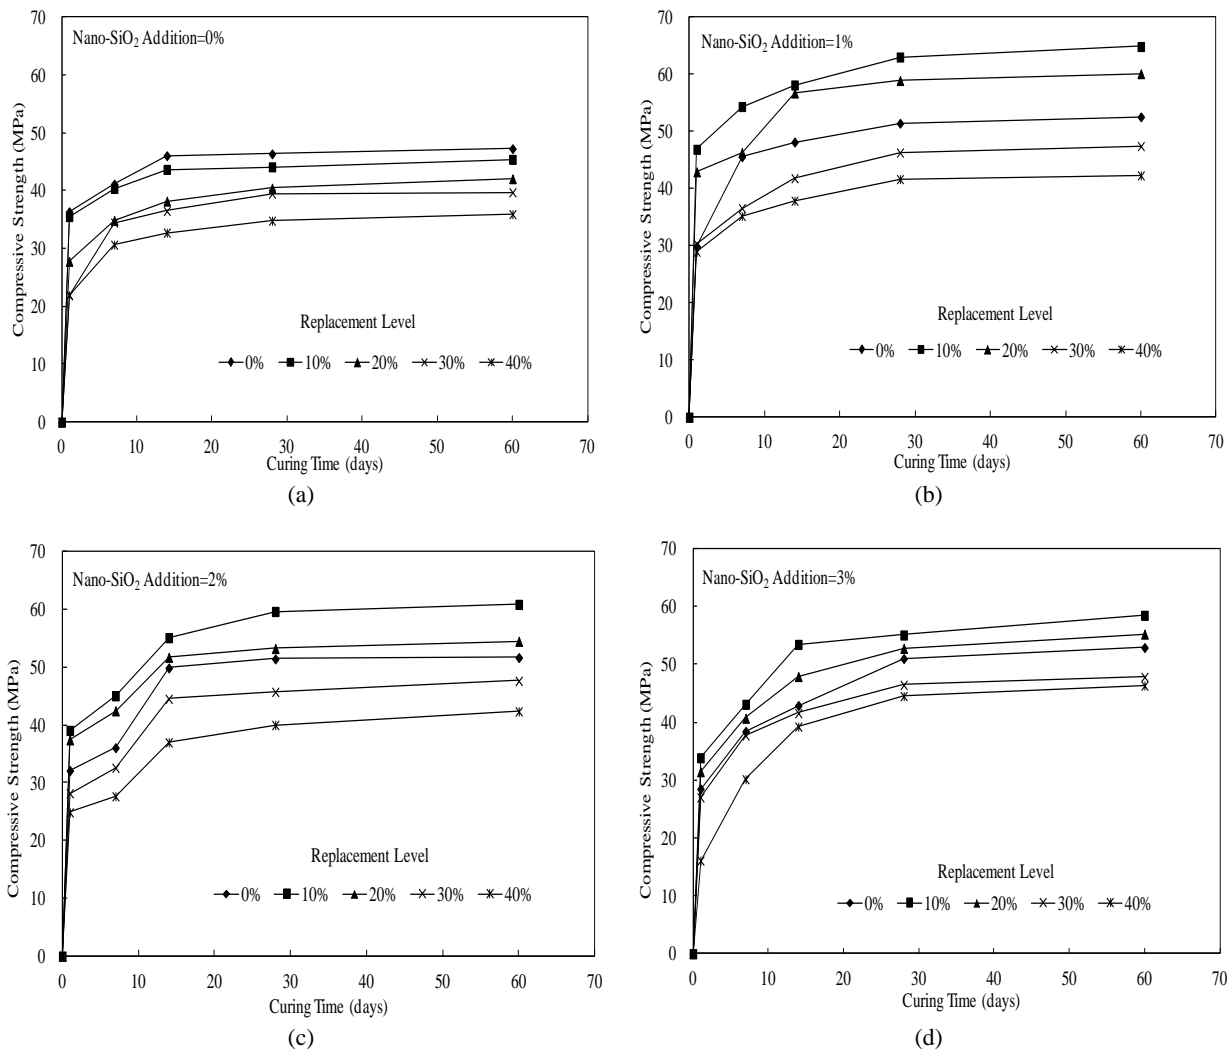 Nano-SiO2 Addition=0%
70
60
50
40
30
20
10
0
Compressive Strength (MPa)
Replacement Level
0% 10% 20% 30% 40%
0 10 20 30 40 50 60 70
Curing Time (days)
(a)
Nano-SiO2 Addition=1%
70
60
50
40
30
20
10
0
Compressive Strength (MPa)
Replacement Level
0% 10% 20% 30% 40%
0 10 20 30 40 50 60 70
Curing Time (days)
(b)
Nano-SiO2 Addition=2%
70
60
50
40
30
20
10
0
Compressive Strength (MPa)
Replacement Level
0% 10% 20% 30% 40%
0 10 20 30 40 50 60 70
Curing Time (days)
(c)
Nano-SiO2 Addition=3%
70
60
50
40
30
20
10
0
Compressive Strength (MPa)
Replacement Level
0% 10% 20% 30% 40%
0 10 20 30 40 50 60 70
Curing Time (days)
(d)